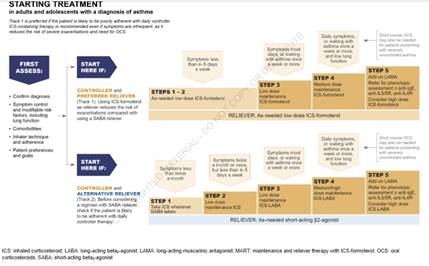 STARTING TREATMENT
in adults and adolescents with a diagnosis of asthma
Track 1 is preferred if the patient is likely to be poorly adherent with daily controller
ICS-containing therapy is recommended even if symptoms are infrequent, as it
reduces the risk of severe exacerbations and need for OCS.
FIRST
ASSESS:
• Confirm diagnosis
• Symptom control and
modifiable risk factors,
including lung function
• Comorbidities
• Inhaler technique
and adherence
• Patient preferences
and goals
START
HERE IF:
Symptoms less
than 4–5 days
a week
Symptoms most
days, or waking
with asthma once
a week or more
Daily symptoms,
or waking with
asthma once a
week or more,
and low lung
function
Short course OCS
may also be needed
for patients presenting
with severely
uncontrolled asthma
CONTROLLER and
PREFERRED RELIEVER
(Track 1). Using ICS-formoterol
as reliever reduces the risk of
exacerbations compared with
using a SABA reliever
STEPS 1 – 2
As-needed low dose ICS-formoterol
STEP 3
Low dose
maintenance
ICS-formoterol
STEP 4
Medium dose
maintenance
ICS-formoterol
STEP 5
Add-on LAMA
Refer for phenotypic
assessment ± anti-IgE,
anti-IL5/5R, anti-IL4R
Consider high dose
ICS-formoterol
RELIEVER: As-needed low-dose ICS-formoterol
START
HERE IF:
Symptoms less
than twice
a month
Symptoms twice
a month or more,
but less than 4–5
days a week
Symptoms most
days, or waking
with asthma once
a week or more
Daily symptoms,
or waking with
asthma once a
week or more,
and low lung
function
Short course OCS
may also be needed
for patients presenting
with severely
uncontrolled asthma
CONTROLLER and
ALTERNATIVE RELIEVER
(Track 2). Before considering a
regimen with SABA reliever,
check if the patient is likely to
be adherent with daily controller
therapy
STEP 1
Take ICS whenever
SABA taken
STEP 2
Low dose
maintenance ICS
STEP 3
Low dose
maintenance
ICS-LABA
STEP 4
Medium/high
dose maintenance
ICS-LABA
STEP 5
Add-on LAMA
Refer for phenotypic
assessment ± anti-IgE,
anti-IL5/5R, anti-IL4R
Consider high dose
ICS-LABA
RELIEVER: As-needed short-acting β2-agonist
ICS: inhaled corticosteroid; LABA: long-acting beta₂-agonist; LAMA: long-acting muscarinic antagonist; MART: maintenance and reliever therapy with ICS-formoterol; OCS: oral
corticosteroids; SABA: short-acting beta₂-agonist